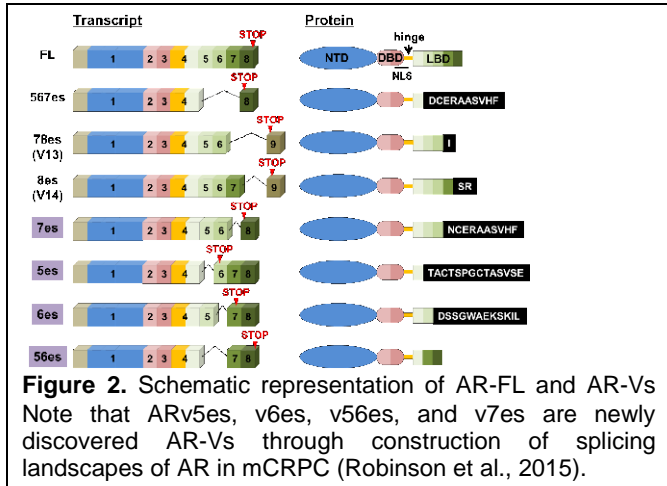 Transcript Protein
hinge
STOP
FL 1 2 3 4 5 6 7 8 NTD DBD LBD
NLS
STOP
567es 1 2 3 4 8 DCERAASVHF
STOP
78es (V13) 1 2 3 4 5 6 9 I
STOP
8es (V14) 1 2 3 4 5 6 7 9 SR
STOP
7es 1 2 3 4 5 6 8 NCERAASVHF
STOP
5es 1 2 3 4 6 7 8 TACTSPGCTASVSE
STOP
6es 1 2 3 4 5 7 8 DSSGWAEKSKIL
STOP
56es 1 2 3 4 7 8
Figure 2. Schematic representation of AR-FL and AR-Vs
Note that ARv5es, v6es, v56es, and v7es are newly
discovered AR-Vs through construction of splicing
landscapes of AR in mCRPC (Robinson et al., 2015).